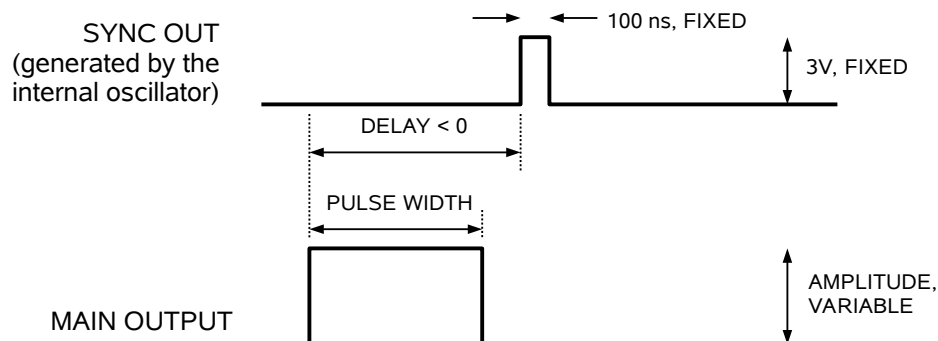 100 ns, FIXED
SYNC OUT
(generated by the
internal oscillator)
3V, FIXED
DELAY < 0
PULSE WIDTH
AMPLITUDE,
VARIABLE
MAIN OUTPUT